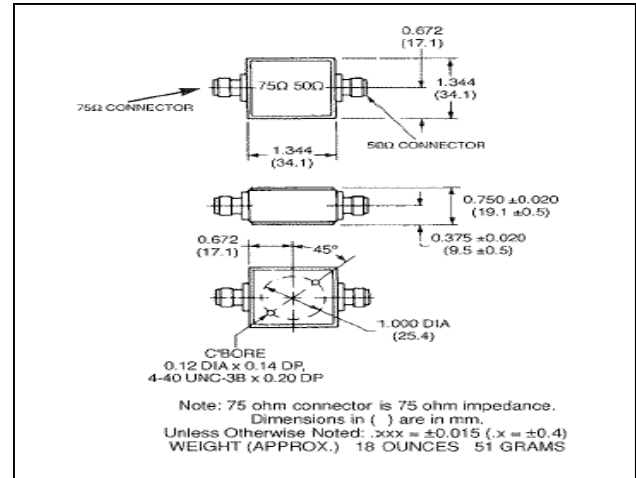 0.672
(17.1)
75Ω 50Ω
1.344
(34.1)
75Ω CONNECTOR
50Ω CONNECTOR
1.344
(34.1)
0.750 ±0.020
(19.1 ±0.5)
0.672
(17.1)
45°
0.375 ±0.020
(9.5 ±0.5)
1.000 DIA
(25.4)
C'BORE
0.12 DIA x 0.14 DP,
4-40 UNC-3B x 0.20 DP
Note: 75 ohm connector is 75 ohm impedance.
Dimensions in ( ) are in mm.
Unless Otherwise Noted: .xxx = ±0.015 (.x = ±0.4)
WEIGHT (APPROX.) 18 OUNCES 51 GRAMS